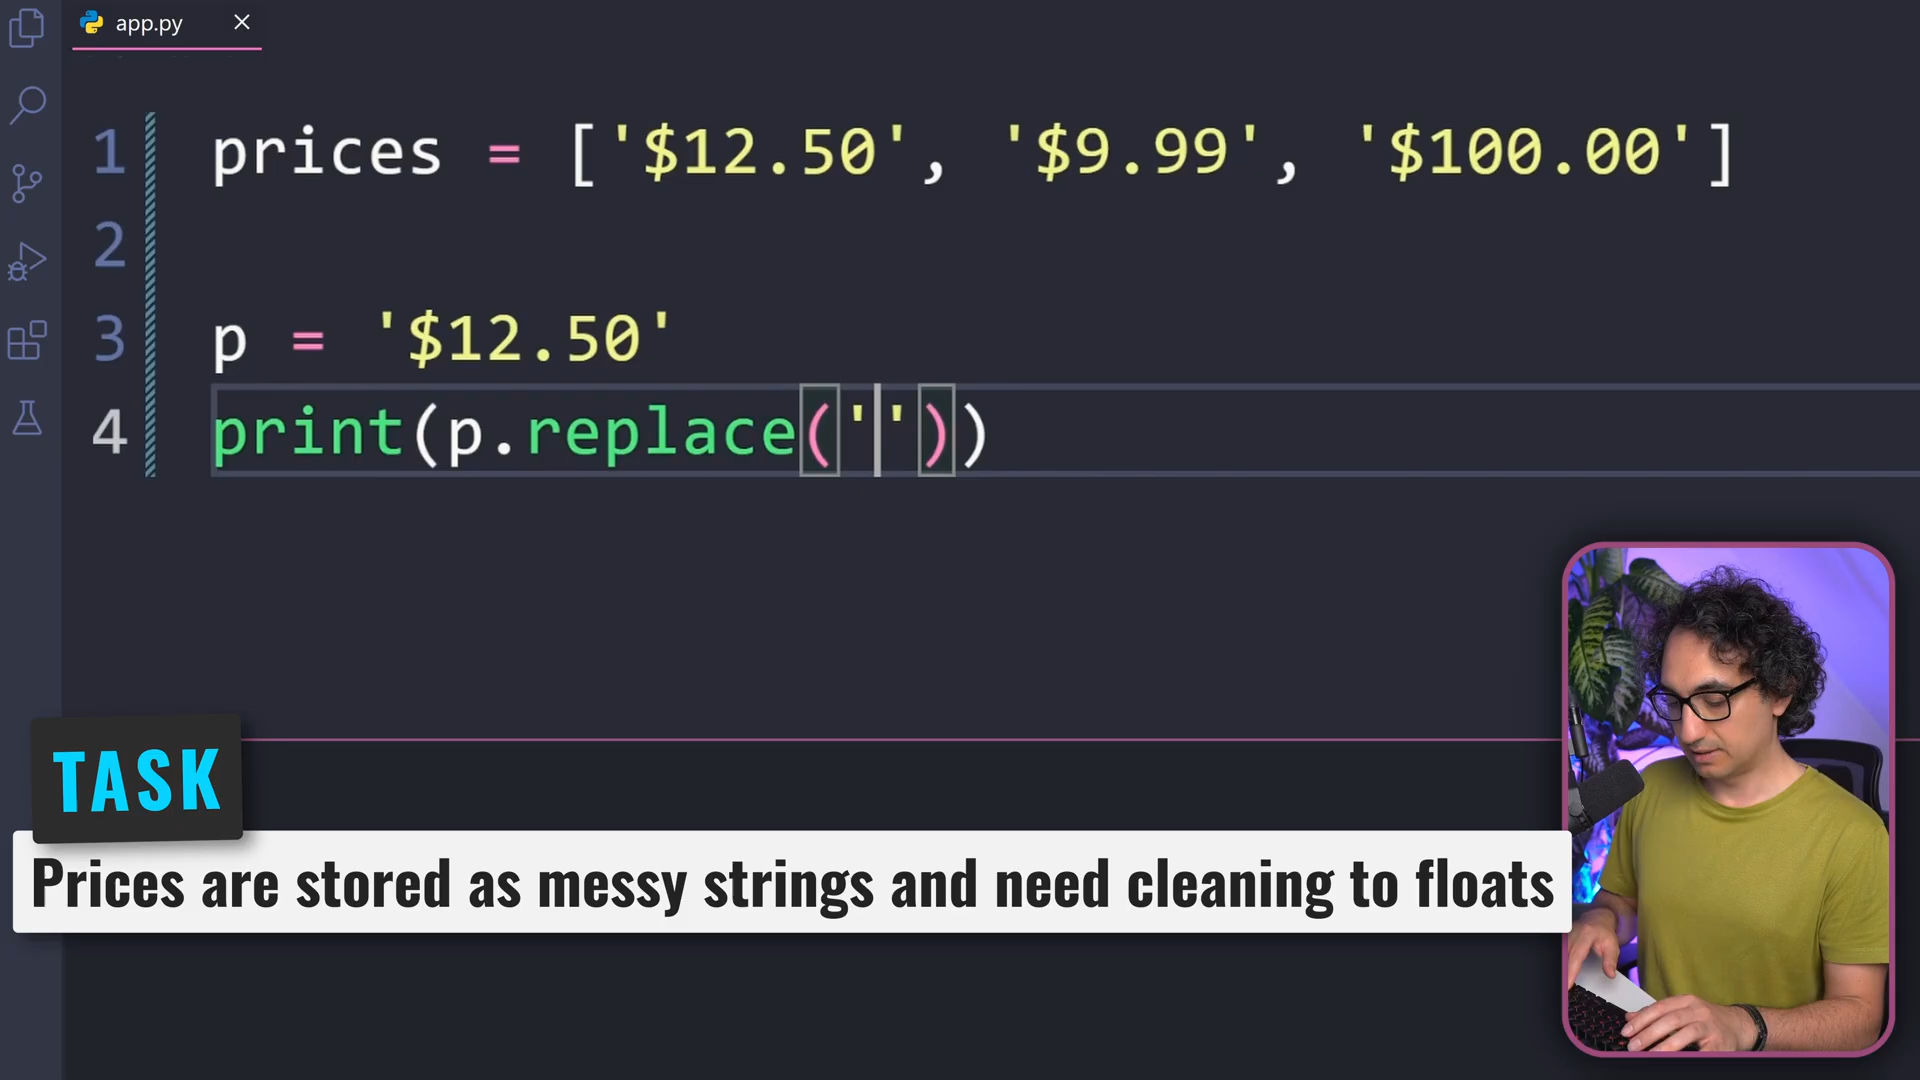 app.py
1 prices = ['$12.50', '$9.99', '$100.00']
2
3 p = '$12.50'
4 print(p.replace(''))
TASK
Prices are stored as messy strings and need cleaning to floats